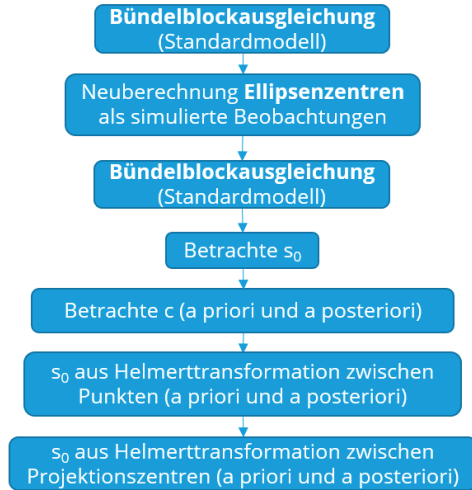 Bündelblockausgleichung
(Standardmodell)
Neuberechnung Ellipsenzentren
als simulierte Beobachtungen
Bündelblockausgleichung
(Standardmodell)
Betrachte s₀
Betrachte c (a priori und a posteriori)
s₀ aus Helmerttransformation zwischen
Punkten (a priori und a posteriori)
s₀ aus Helmerttransformation zwischen
Projektionszentren (a priori und a posteriori)